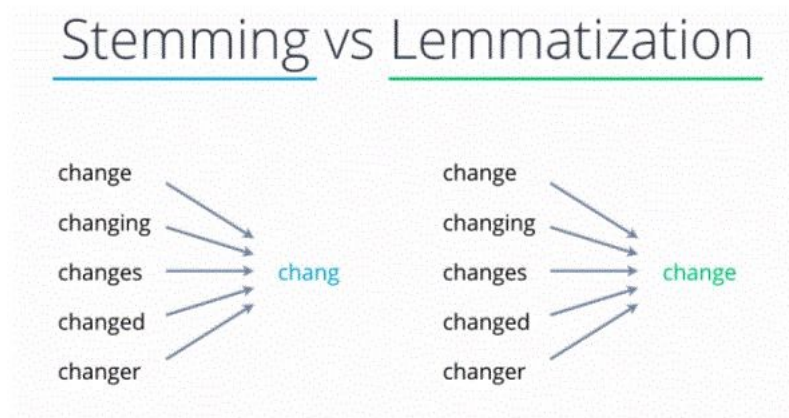 Stemming vs Lemmatization
change
changing
changes
changed
changer
chang
change
changing
changes
changed
changer
change